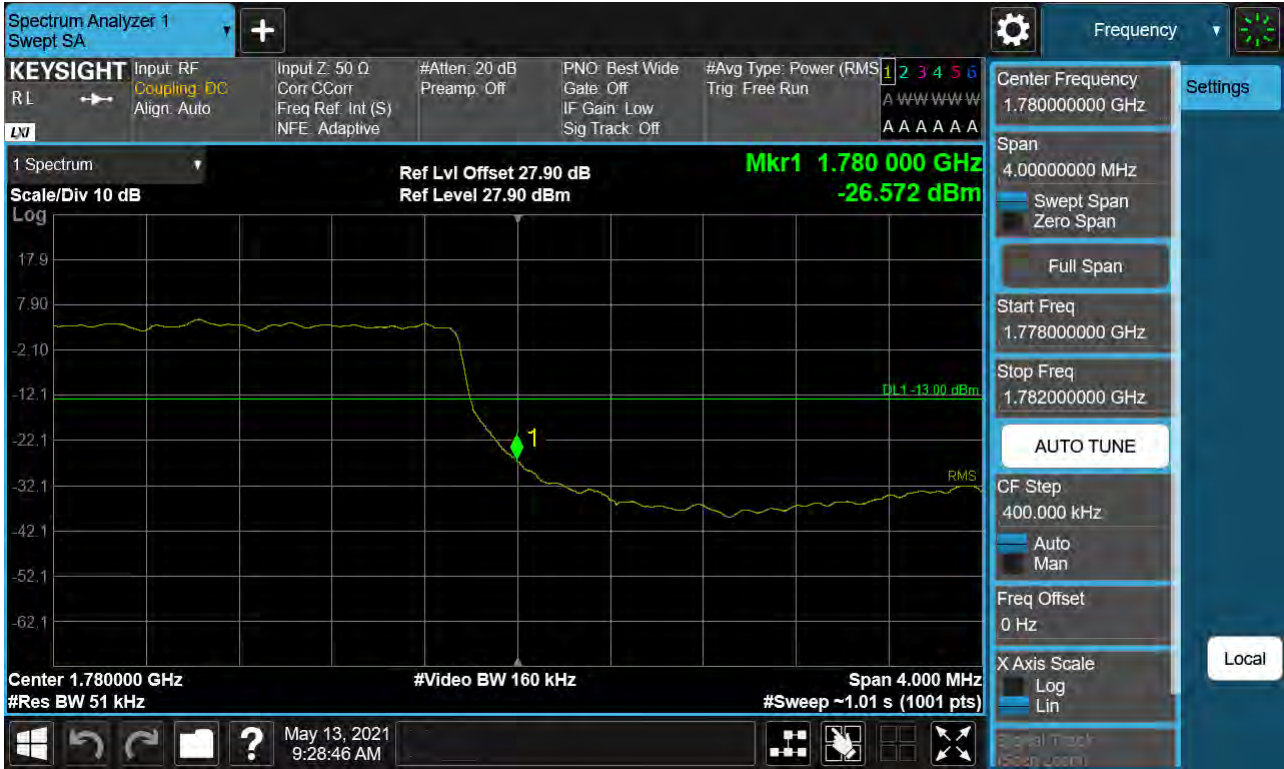 Spectrum Analyzer 1
Swept SA
Frequency
KEYSIGHT
RL
LXI
Input: RF
Coupling: DC
Align: Auto
Input Z: 50 Ω
Corr CCorr
Freq Ref: Int (S)
NFE: Adaptive
#Atten: 20 dB
Preamp: Off
PNO: Best Wide
Gate: Off
IF Gain: Low
Sig Track: Off
#Avg Type: Power (RMS
Trig: Free Run
1 2 3 4 5 6
A W W W W W
A A A A A A
1 Spectrum
Scale/Div 10 dB
Log
Ref Lvl Offset 27.90 dB
Ref Level 27.90 dBm
Mkr1 1.780 000 GHz
-26.572 dBm
17.9
7.90
-2.10
-12.1
-22.1
-32.1
-42.1
-52.1
-62.1
DL1 -13.00 dBm
1
RMS
Center 1.780000 GHz
#Res BW 51 kHz
#Video BW 160 kHz
Span 4.000 MHz
#Sweep ~1.01 s (1001 pts)
Center Frequency
1.780000000 GHz
Span
4.00000000 MHz
Swept Span
Zero Span
Full Span
Start Freq
1.778000000 GHz
Stop Freq
1.782000000 GHz
AUTO TUNE
CF Step
400.000 kHz
Auto
Man
Freq Offset
0 Hz
X Axis Scale
Log
Lin
Signal Track
(Span Zoom)
Settings
Local
?
May 13, 2021
9:28:46 AM